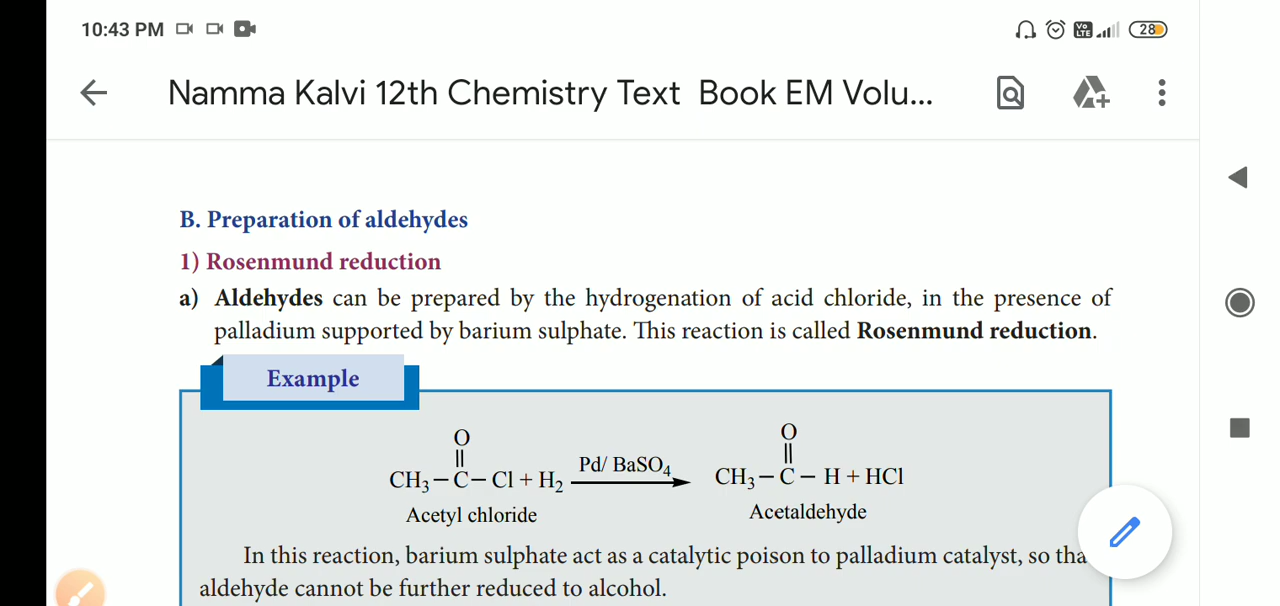 10:43 PM
Vo LTE
28
Namma Kalvi 12th Chemistry Text Book EM Volu...
B. Preparation of aldehydes
1) Rosenmund reduction
a) Aldehydes can be prepared by the hydrogenation of acid chloride, in the presence of
palladium supported by barium sulphate. This reaction is called Rosenmund reduction.
Example
O O
|| ||
CH₃ – C – Cl + H₂ Pd/ BaSO₄ CH₃ – C – H + HCl
Acetyl chloride Acetaldehyde
In this reaction, barium sulphate act as a catalytic poison to palladium catalyst, so tha
aldehyde cannot be further reduced to alcohol.